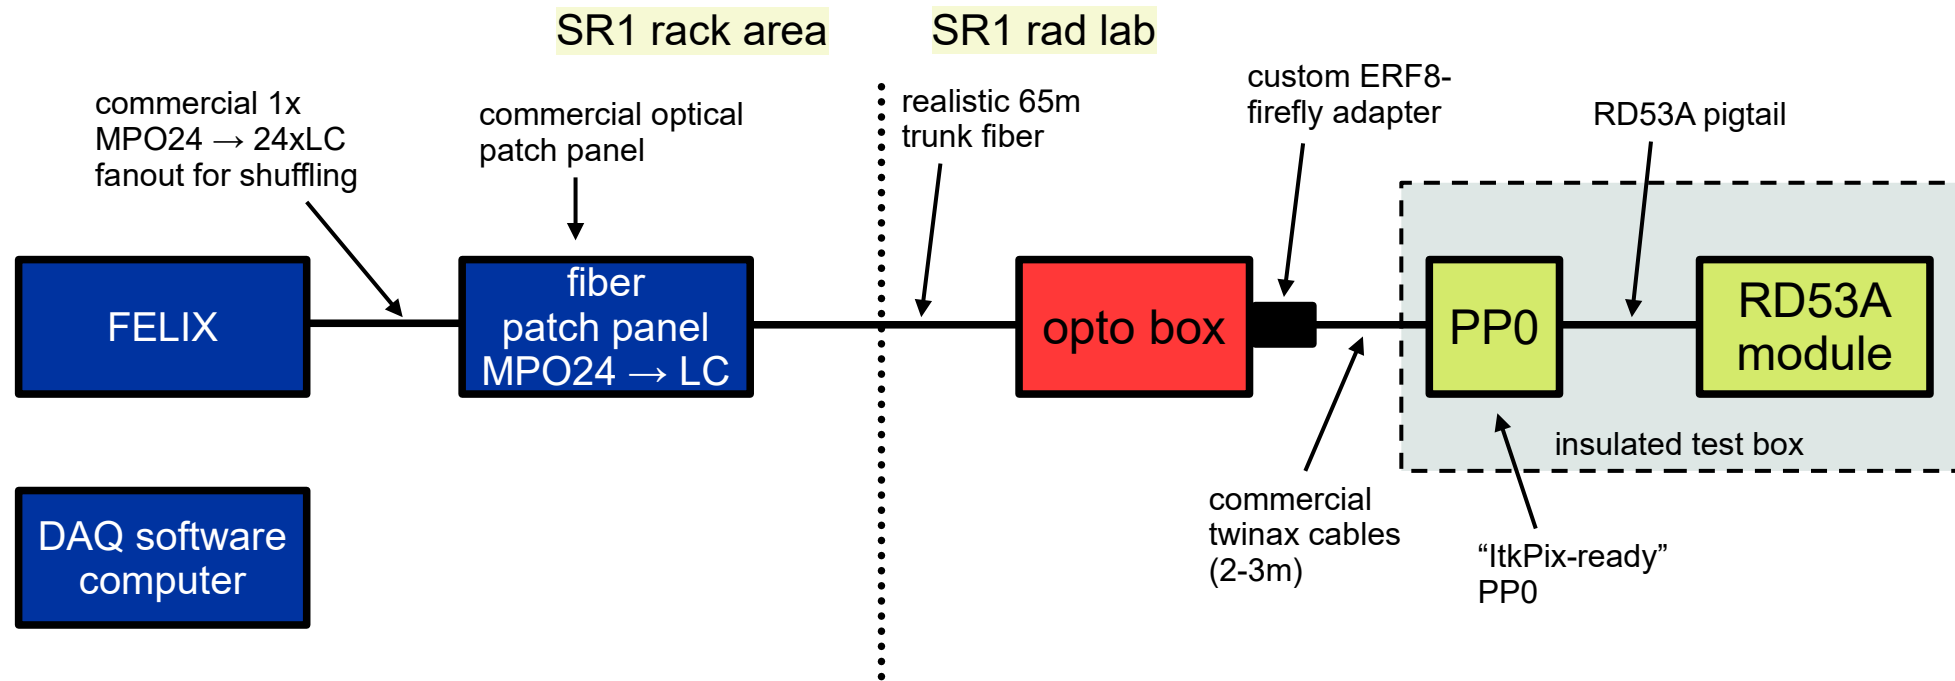 SR1 rack area
SR1 rad lab
commercial 1x
MPO24 → 24xLC
fanout for shuffling
commercial optical
patch panel
realistic 65m
trunk fiber
custom ERF8-
firefly adapter
RD53A pigtail
FELIX
fiber
patch panel
MPO24 → LC
opto box
PP0
RD53A
module
insulated test box
DAQ software
computer
commercial
twinax cables
(2-3m)
“ItkPix-ready”
PP0